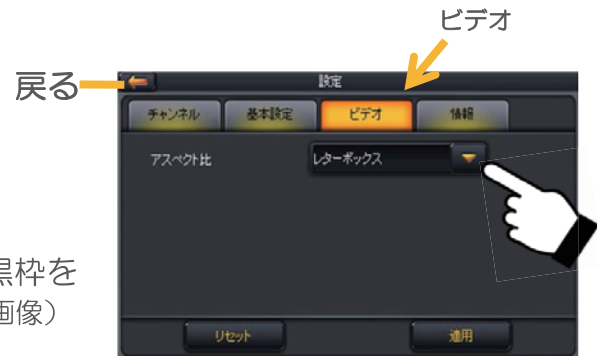 ビデオ
戻る
設定
チャンネル
基本設定
ビデオ
情報
アスペクト比
レターボックス
黒枠を
画像）
リセット
適用